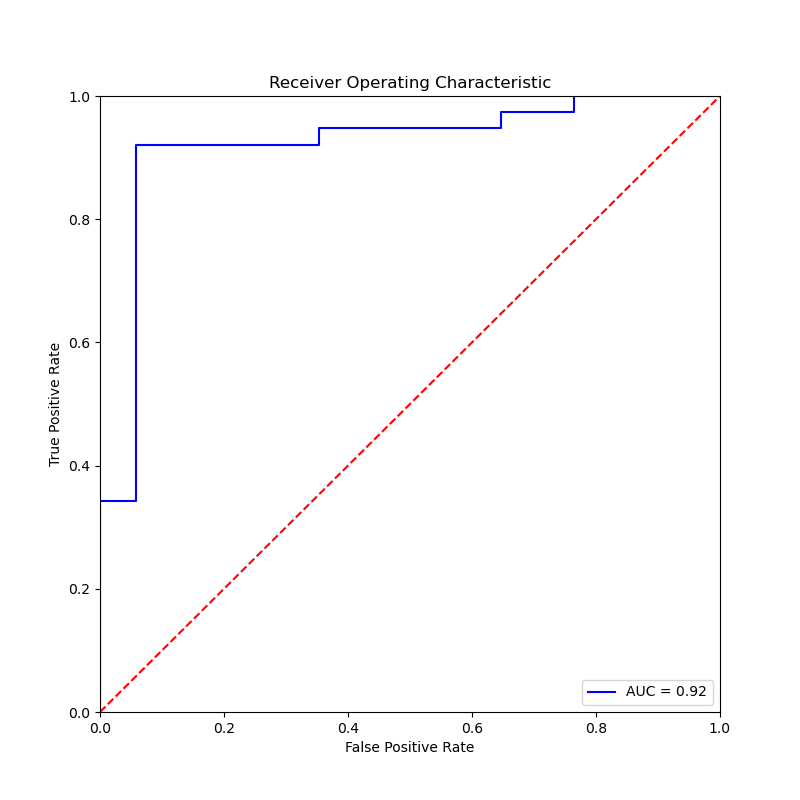 Receiver Operating Characteristic
1.0
0.8
0.6
0.4
0.2
0.0
True Positive Rate
AUC = 0.92
0.0 0.2 0.4 0.6 0.8 1.0
False Positive Rate